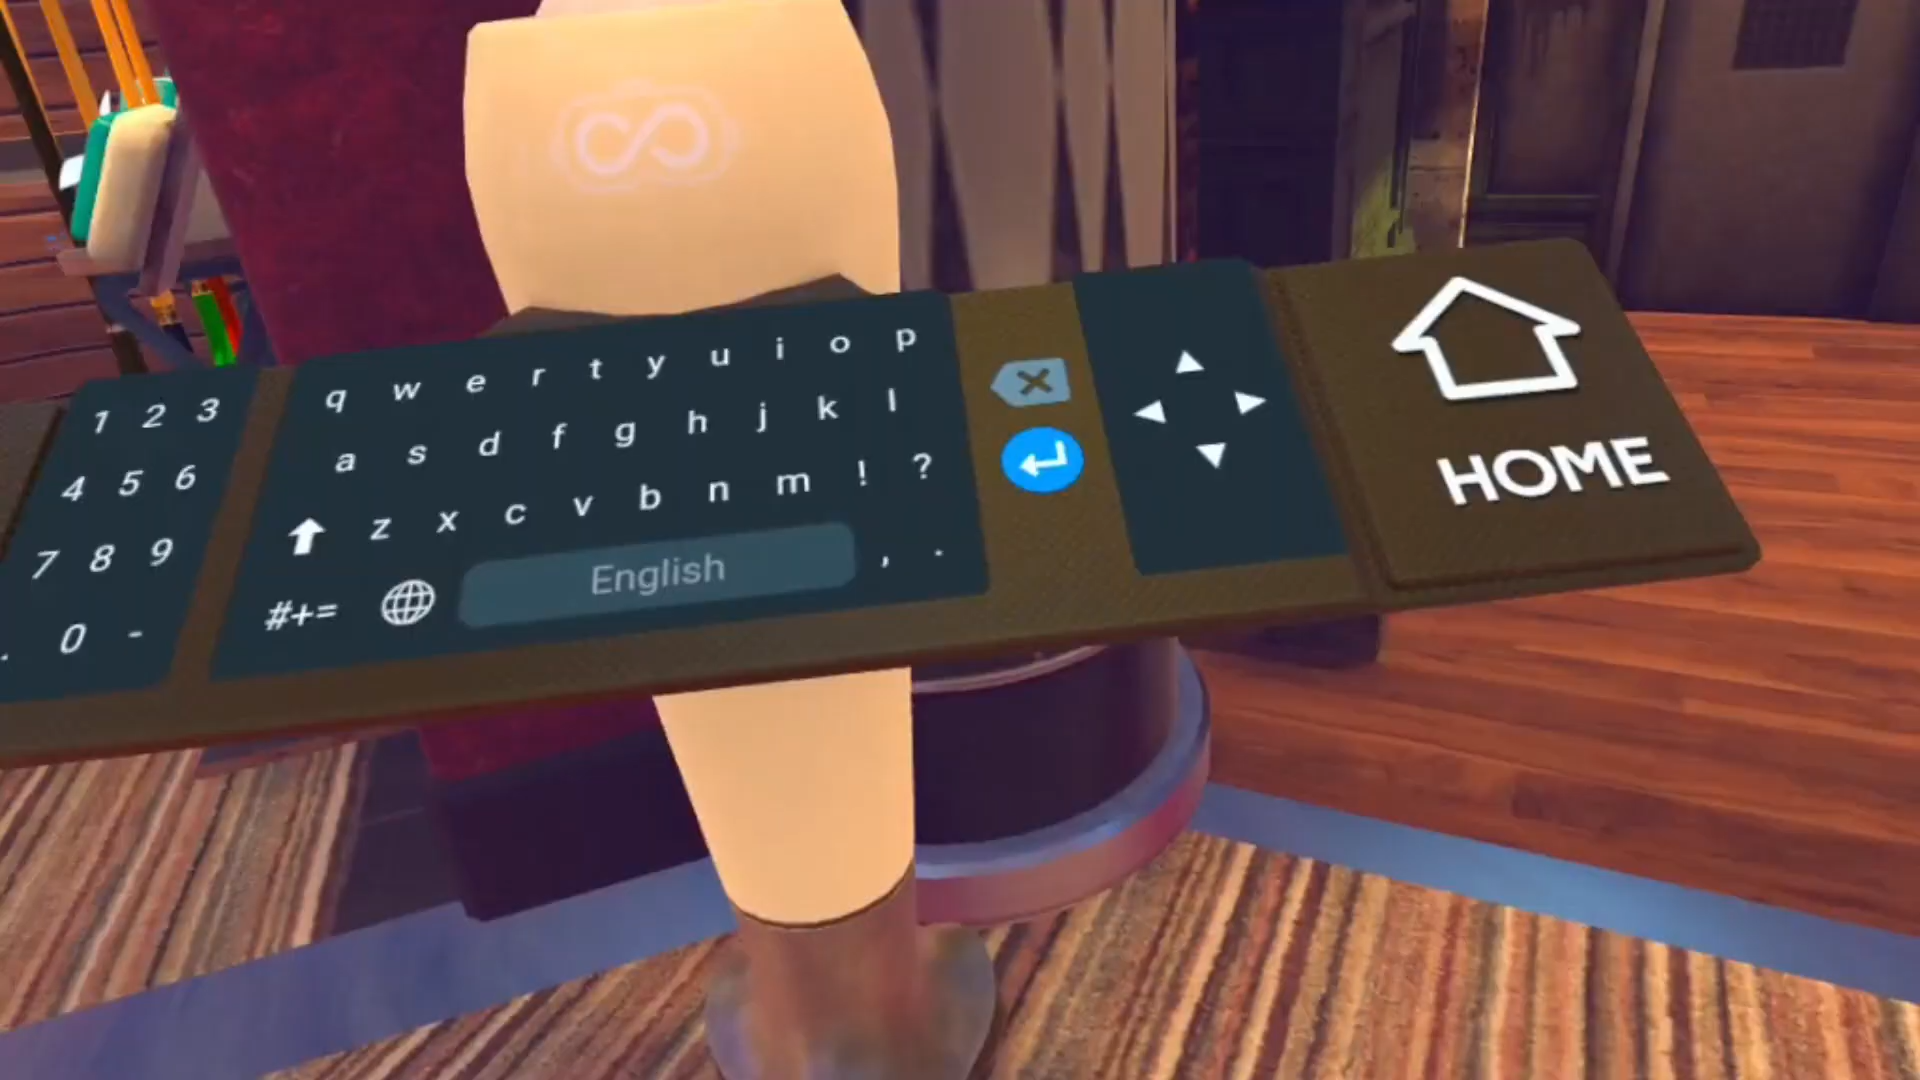 1 2 3
4 5 6
7 8 9
. 0 -
q w e r t y u i o p
a s d f g h j k l
z x c v b n m ! ?
#+= English , .
HOME